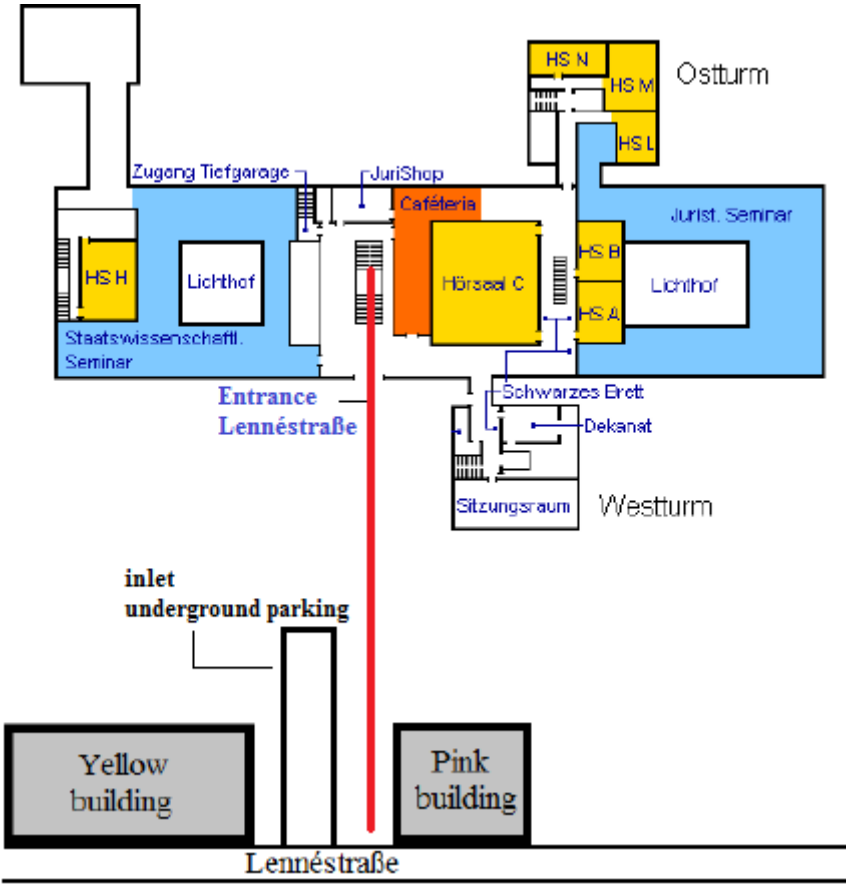 HS N
HS M
Ostturm
HS L
Zugang Tiefgarage
JuriShop
Caféteria
Jurist. Seminar
HS H
Lichthof
Hörsaal C
HS B
HS A
Lichthof
Staatswissenschaftl.
Seminar
Entrance
Lennéstraße
Schwarzes Brett
Dekanat
Sitzungsraum
Westturm
inlet
underground parking
Yellow
building
Pink
building
Lennéstraße